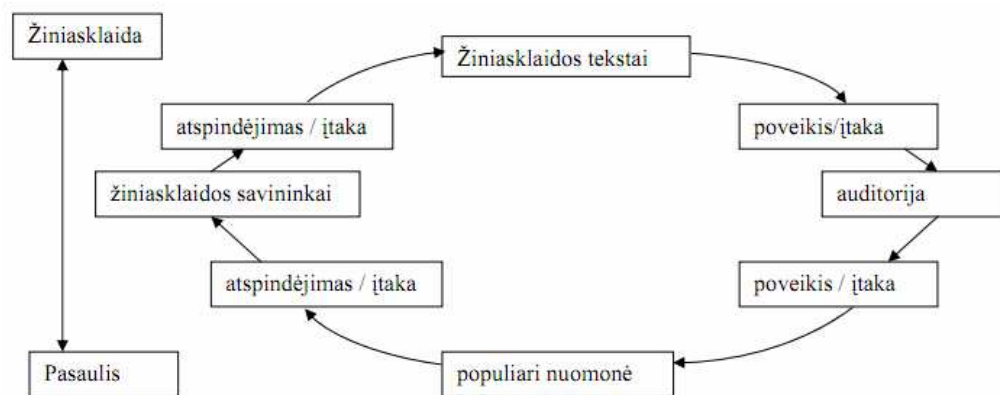 Žiniasklaida
Žiniasklaidos tekstai
atspindėjimas / įtaka
poveikis/įtaka
žiniasklaidos savininkai
auditorija
atspindėjimas / įtaka
poveikis / įtaka
Pasaulis
populiari nuomonė